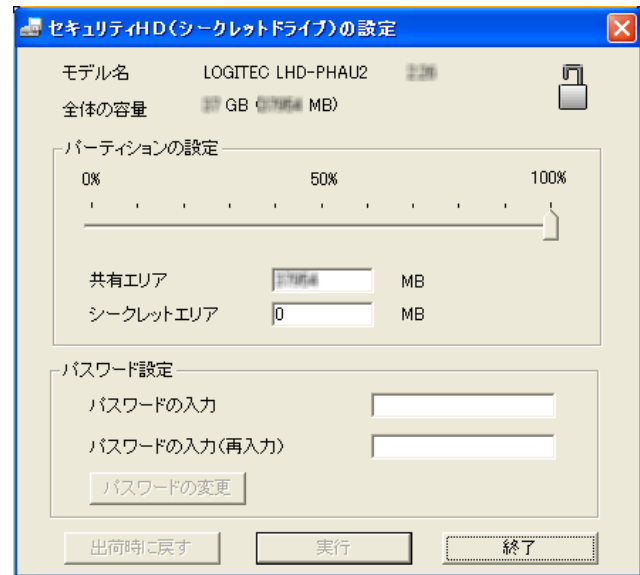 セキュリティHD(シークレットドライブ)の設定
モデル名 LOGITEC LHD-PHAU2
全体の容量 GB ( MB)
パーティションの設定
0% 50% 100%
共有エリア MB
シークレットエリア 0 MB
パスワード設定
パスワードの入力
パスワードの入力(再入力)
パスワードの変更
出荷時に戻す 実行 終了